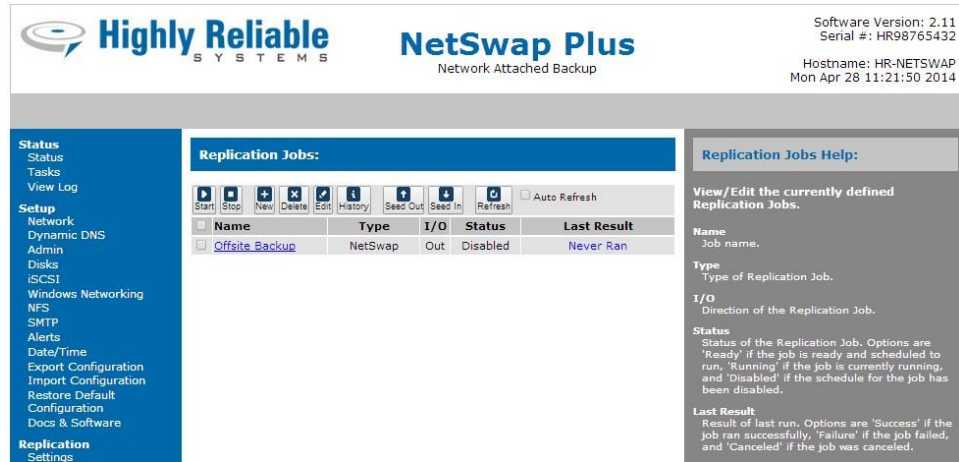 Highly Reliable
SYSTEMS
NetSwap Plus
Network Attached Backup
Software Version: 2.11
Serial #: HR98765432
Hostname: HR-NETSWAP
Mon Apr 28 11:21:50 2014
Status
Status
Tasks
View Log
Setup
Network
Dynamic DNS
Admin
Disks
iSCSI
Windows Networking
NFS
SMTP
Alerts
Date/Time
Export Configuration
Import Configuration
Restore Default
Configuration
Docs & Software
Replication
Settings
Replication Jobs:
Start Stop New Delete Edit History Seed Out Seed In Refresh Auto Refresh
Name Type I/O Status Last Result
Offsite Backup NetSwap Out Disabled Never Ran
Replication Jobs Help:
View/Edit the currently defined
Replication Jobs.
Name
Job name.
Type
Type of Replication Job.
I/O
Direction of the Replication Job.
Status
Status of the Replication Job. Options are
'Ready' if the job is ready and scheduled to
run, 'Running' if the job is currently running,
and 'Disabled' if the schedule for the job has
been disabled.
Last Result
Result of last run. Options are 'Success' if the
job ran successfully, 'Failure' if the job failed,
and 'Canceled' if the job was canceled.